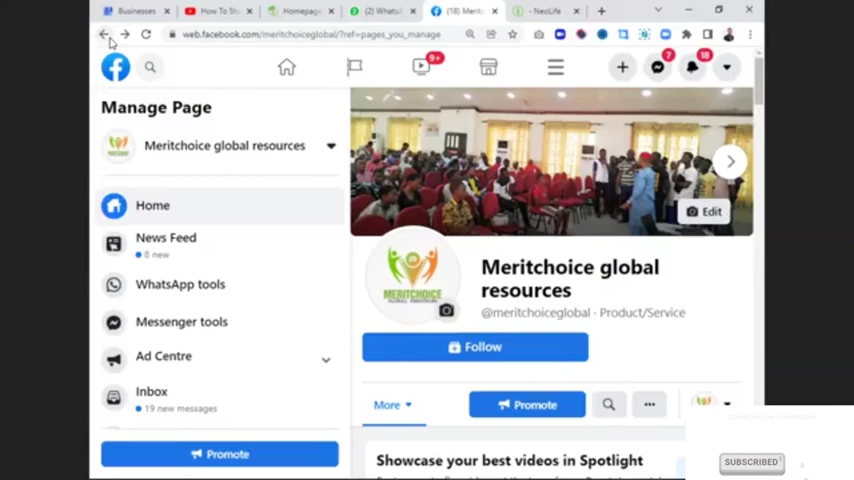 Businesses
How To Sh
Homepage
(2) WhatsA
(18) Merito
- NeoLife
web.facebook.com/meritchoiceglobal/?ref=pages_you_manage
9+
7
18
Manage Page
Meritchoice global resources
Home
News Feed
8 new
WhatsApp tools
Messenger tools
Ad Centre
Inbox
19 new messages
Promote
Edit
MERITCHOICE
Meritchoice global
resources
@meritchoiceglobal · Product/Service
Follow
More
Promote
Showcase your best videos in Spotlight
SUBSCRIBED